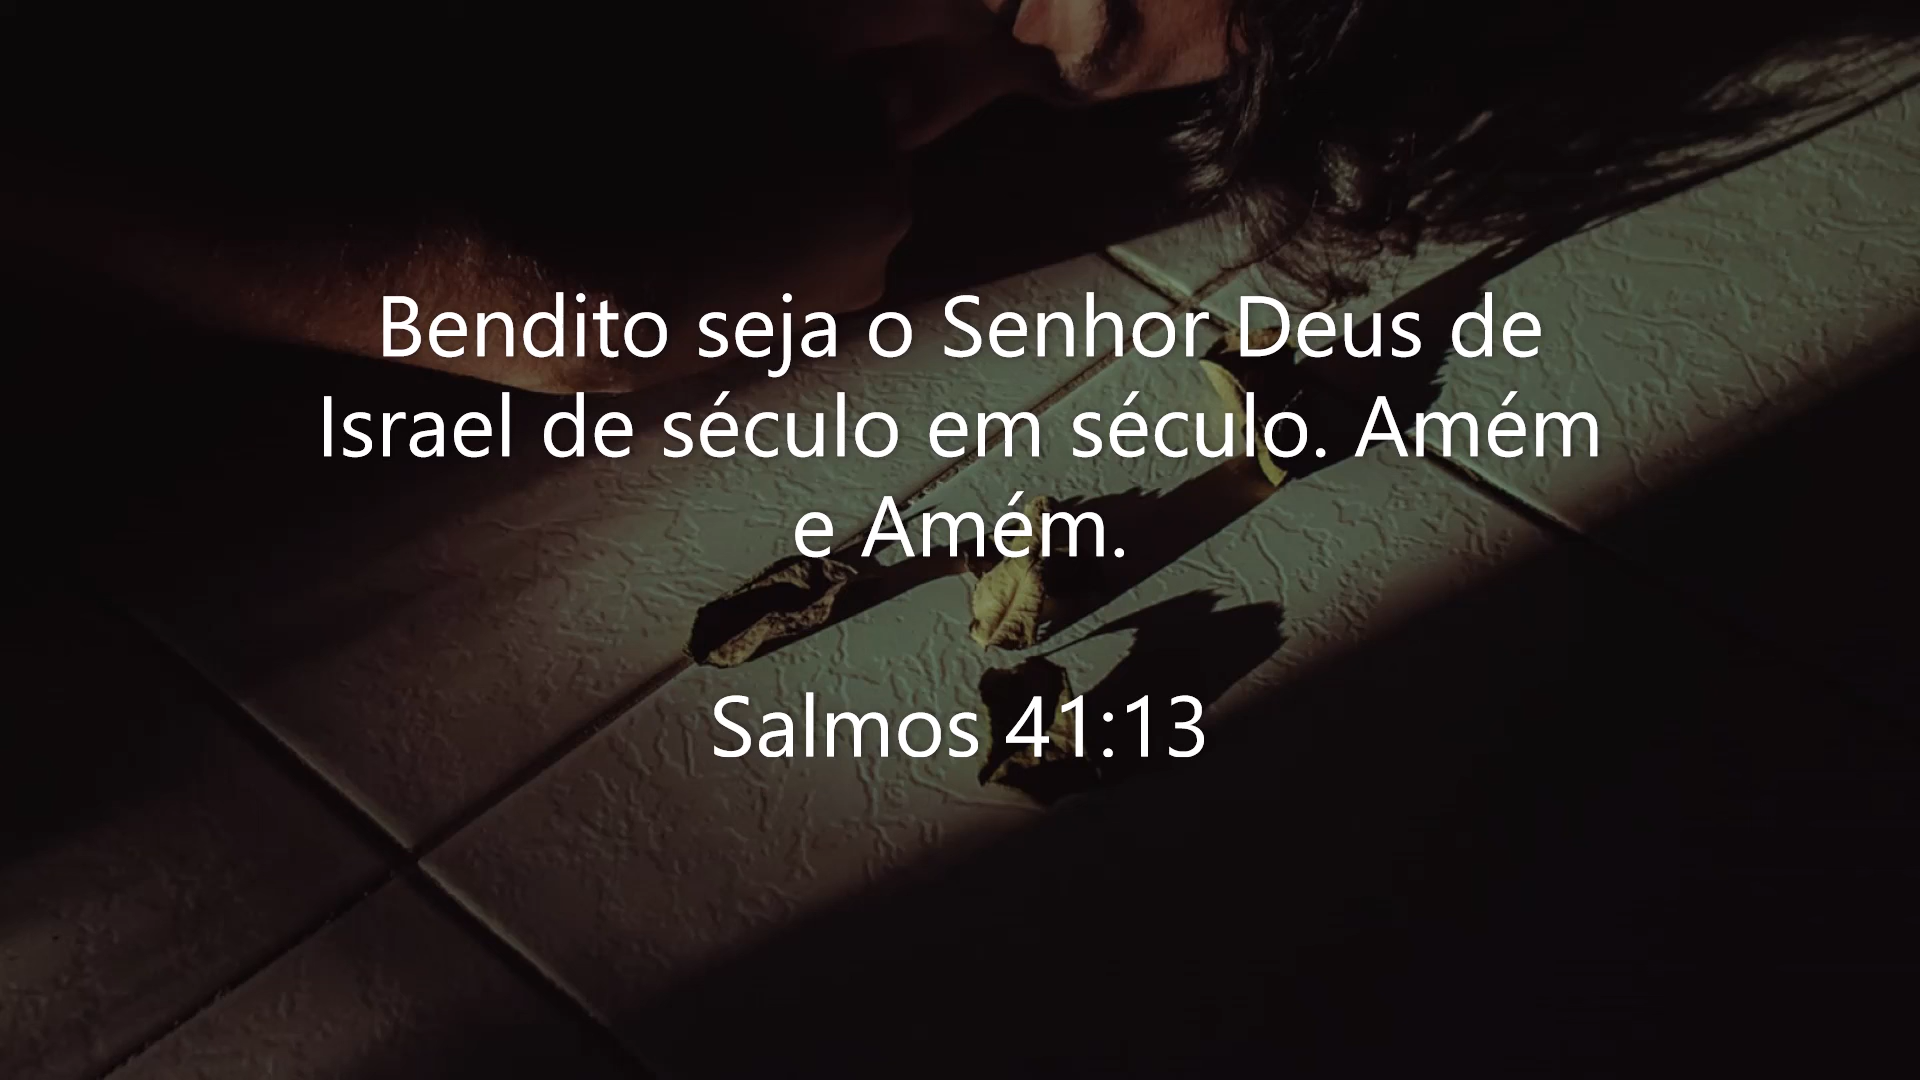 Bendito seja o Senhor Deus de
Israel de século em século. Amém
e Amém.
Salmos 41:13